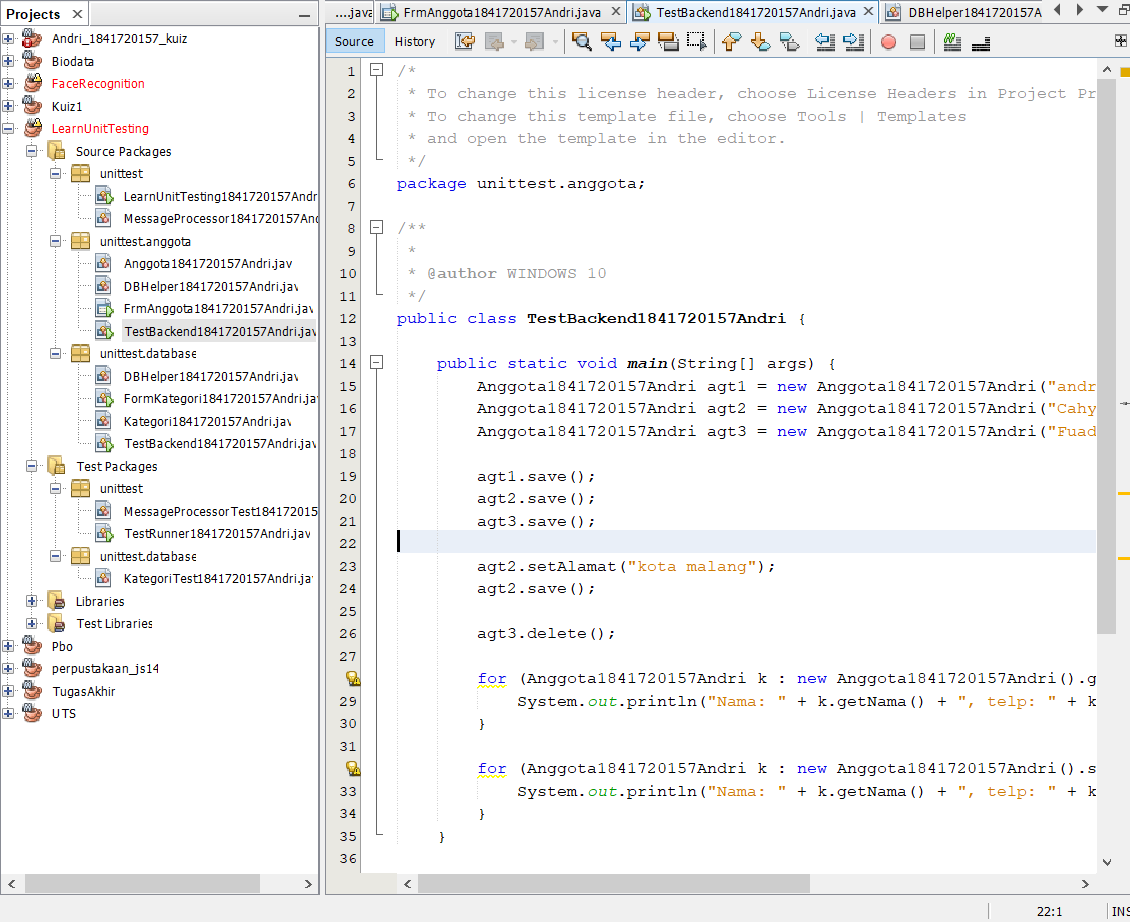 Projects
Andri_1841720157_kuiz
Biodata
FaceRecognition
Kuiz1
LearnUnitTesting
Source Packages
unittest
LearnUnitTesting1841720157Andr
MessageProcessor1841720157And
unittest.anggota
Anggota1841720157Andri.jav
DBHelper1841720157Andri.jav
FrmAnggota1841720157Andri.jav
TestBackend1841720157Andri.jav
unittest.database
DBHelper1841720157Andri.jav
FormKategori1841720157Andri.jav
Kategori1841720157Andri.jav
TestBackend1841720157Andri.jav
Test Packages
unittest
MessageProcessorTest184172015
TestRunner1841720157Andri.jav
unittest.database
KategoriTest1841720157Andri.jav
Libraries
Test Libraries
Pbo
perpustakaan_js14
TugasAkhir
UTS
....java FrmAnggota1841720157Andri.java TestBackend1841720157Andri.java DBHelper1841720157A
Source History
1 /*
2 * To change this license header, choose License Headers in Project Pr
3 * To change this template file, choose Tools | Templates
4 * and open the template in the editor.
5 */
6 package unittest.anggota;
7
8 /**
9 *
10 * @author WINDOWS 10
11 */
12 public class TestBackend1841720157Andri {
13
14 public static void main(String[] args) {
15 Anggota1841720157Andri agt1 = new Anggota1841720157Andri("andr
16 Anggota1841720157Andri agt2 = new Anggota1841720157Andri("Cahy
17 Anggota1841720157Andri agt3 = new Anggota1841720157Andri("Fuad
18
19 agt1.save();
20 agt2.save();
21 agt3.save();
22
23 agt2.setAlamat("kota malang");
24 agt2.save();
25
26 agt3.delete();
27
for (Anggota1841720157Andri k : new Anggota1841720157Andri().g
29 System.out.println("Nama: " + k.getNama() + ", telp: " + k
30 }
31
for (Anggota1841720157Andri k : new Anggota1841720157Andri().s
33 System.out.println("Nama: " + k.getNama() + ", telp: " + k
34 }
35 }
36
22:1 INS